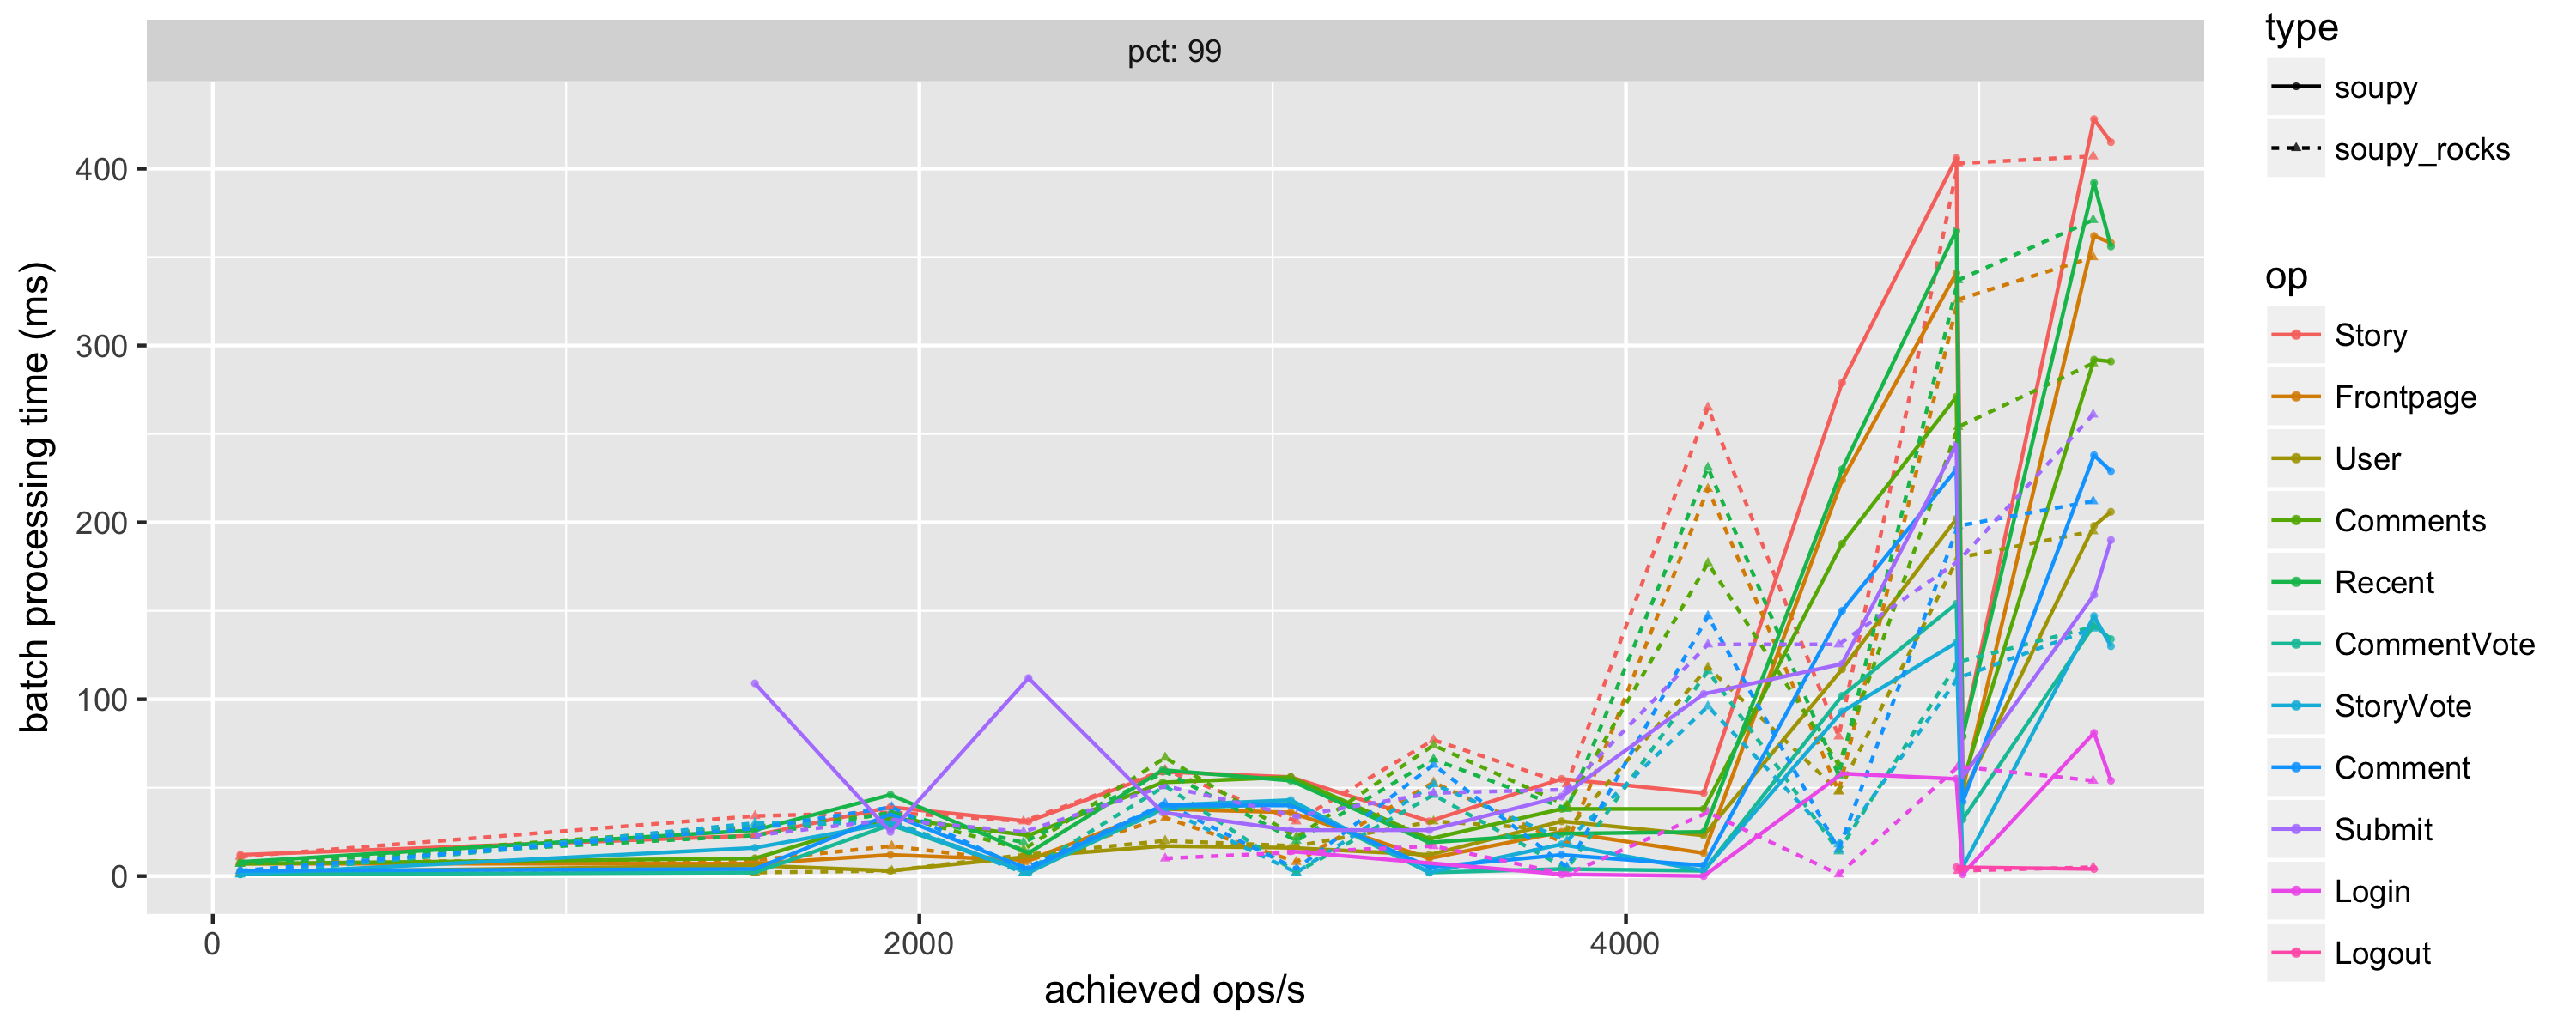 pct: 99
type
soupy
soupy_rocks
op
Story
Frontpage
User
Comments
Recent
CommentVote
StoryVote
Comment
Submit
Login
Logout
batch processing time (ms)
400
300
200
100
0
0
2000
4000
achieved ops/s